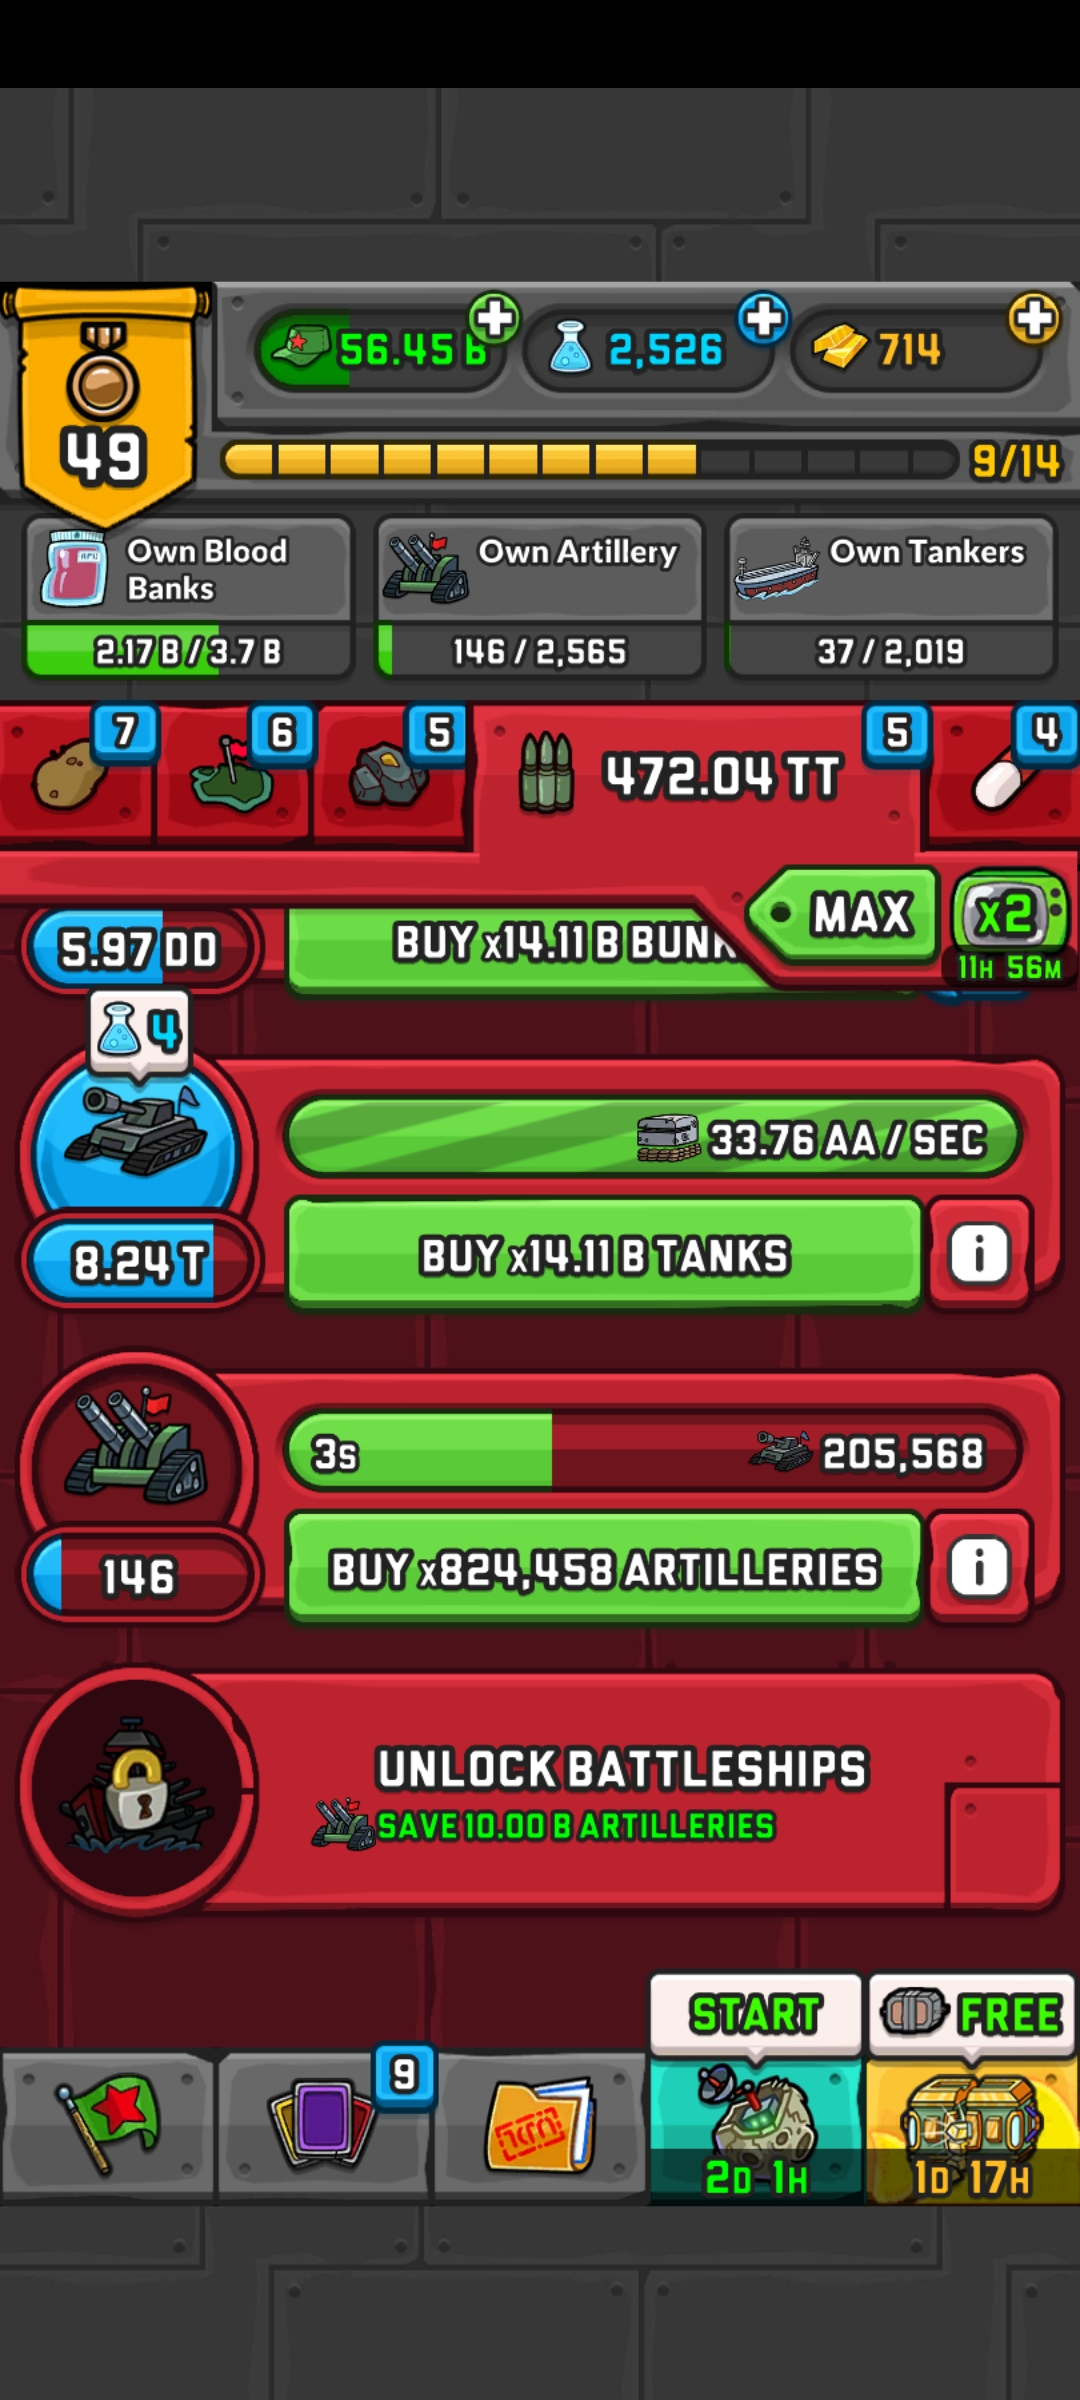 49
56.45 B
2,526
714
9/14
Own Blood
Banks
2.17 B / 3.7 B
Own Artillery
146 / 2,565
Own Tankers
37 / 2,019
7
6
5
472.04 TT
5
4
MAX
x2
11H 56M
5.97 DD
BUY x14.11 B BUNK
4
33.76 AA / SEC
8.24 T
BUY x14.11 B TANKS
i
3s
205,568
146
BUY x824,458 ARTILLERIES
i
UNLOCK BATTLESHIPS
SAVE 10.00 B ARTILLERIES
START
FREE
9
2D 1H
1D 17H